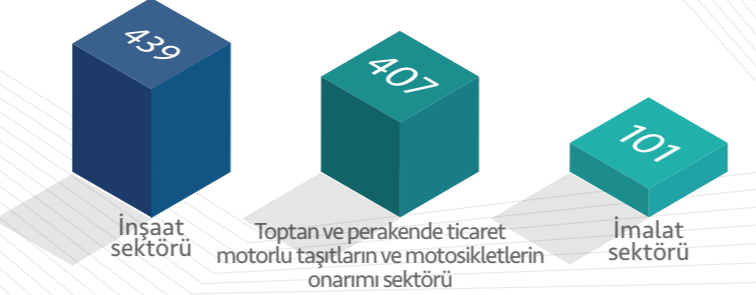 439
İnşaat
sektörü
407
Toptan ve perakende ticaret
motorlu taşıtların ve motosikletlerin
onarımı sektörü
101
İmalat
sektörü